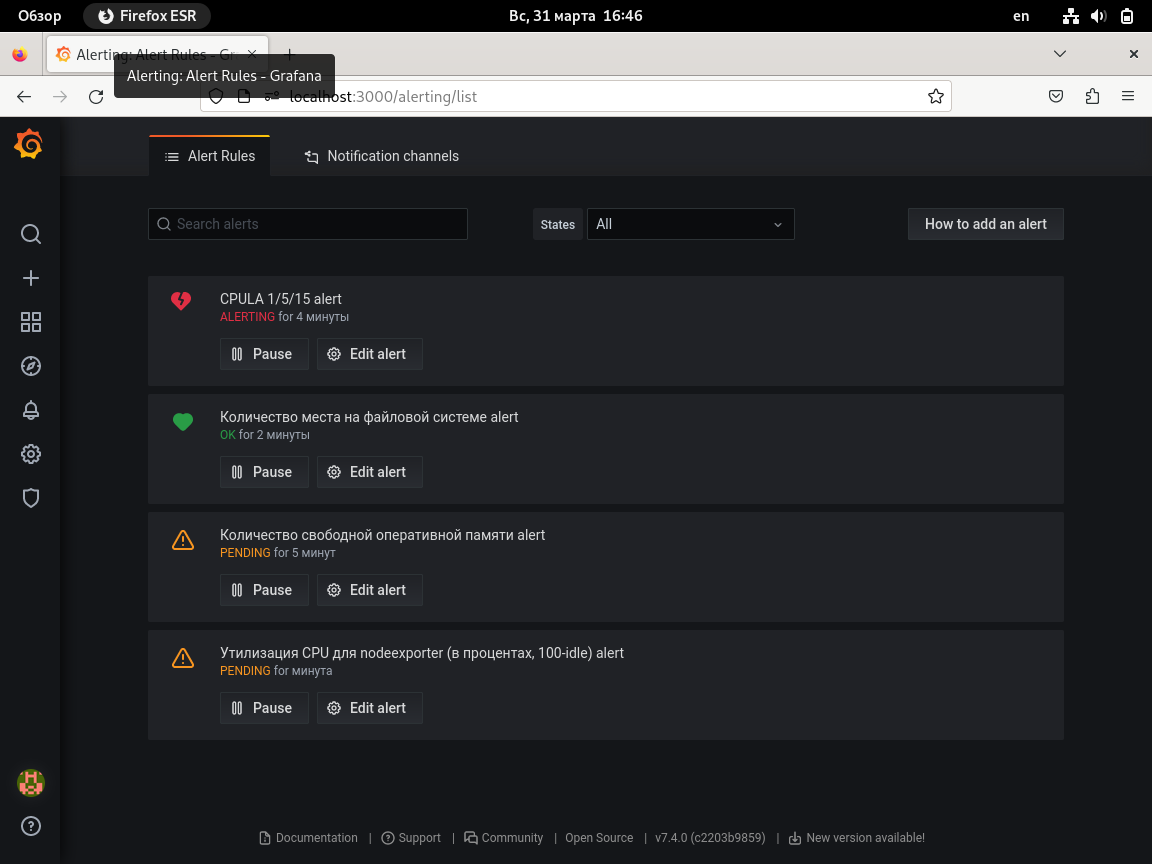 Обзор Firefox ESR Вс, 31 марта 16:46 en
Alerting: Alert Rules - Gr
Alerting: Alert Rules - Grafana
localhost:3000/alerting/list
Alert Rules Notification channels
Search alerts States All How to add an alert
CPULA 1/5/15 alert
ALERTING for 4 минуты
Pause Edit alert
Количество места на файловой системе alert
OK for 2 минуты
Pause Edit alert
Количество свободной оперативной памяти alert
PENDING for 5 минут
Pause Edit alert
Утилизация CPU для nodeexporter (в процентах, 100-idle) alert
PENDING for минута
Pause Edit alert
Documentation | Support | Community | Open Source | v7.4.0 (c2203b9859) | New version available!